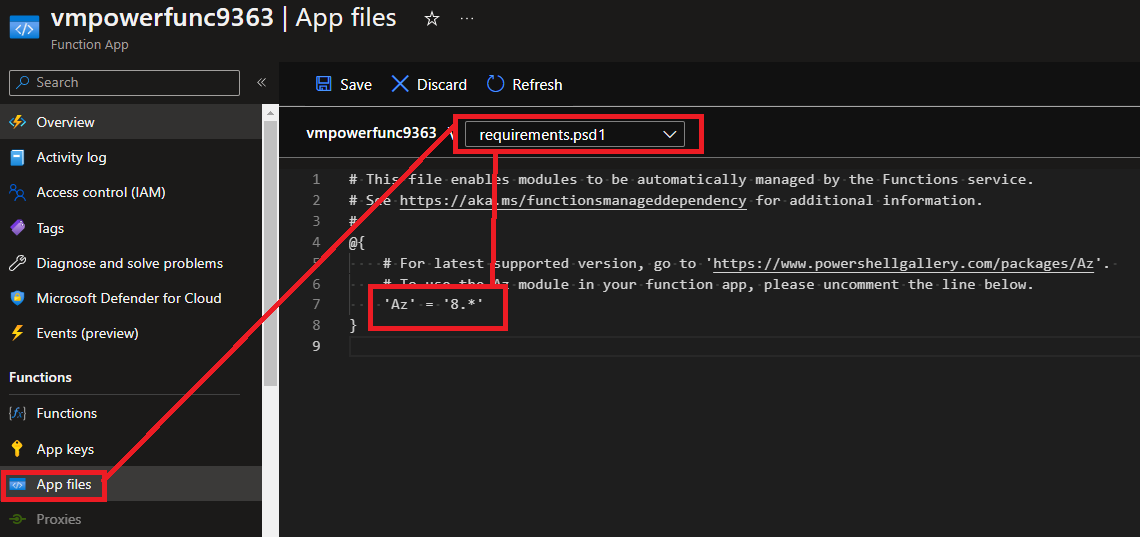 vmpowerfunc9363 | App files
Function App
Search
Overview
Activity log
Access control (IAM)
Tags
Diagnose and solve problems
Microsoft Defender for Cloud
Events (preview)
Functions
Functions
App keys
App files
Proxies
Save Discard Refresh
vmpowerfunc9363 \ requirements.psd1
1 # This file enables modules to be automatically managed by the Functions service.
2 # See https://aka.ms/functionsmanageddependency for additional information.
3 #
4 @{
5 # For latest supported version, go to 'https://www.powershellgallery.com/packages/Az'.
6 # To use the Az module in your function app, please uncomment the line below.
7 'Az' = '8.*'
8 }
9